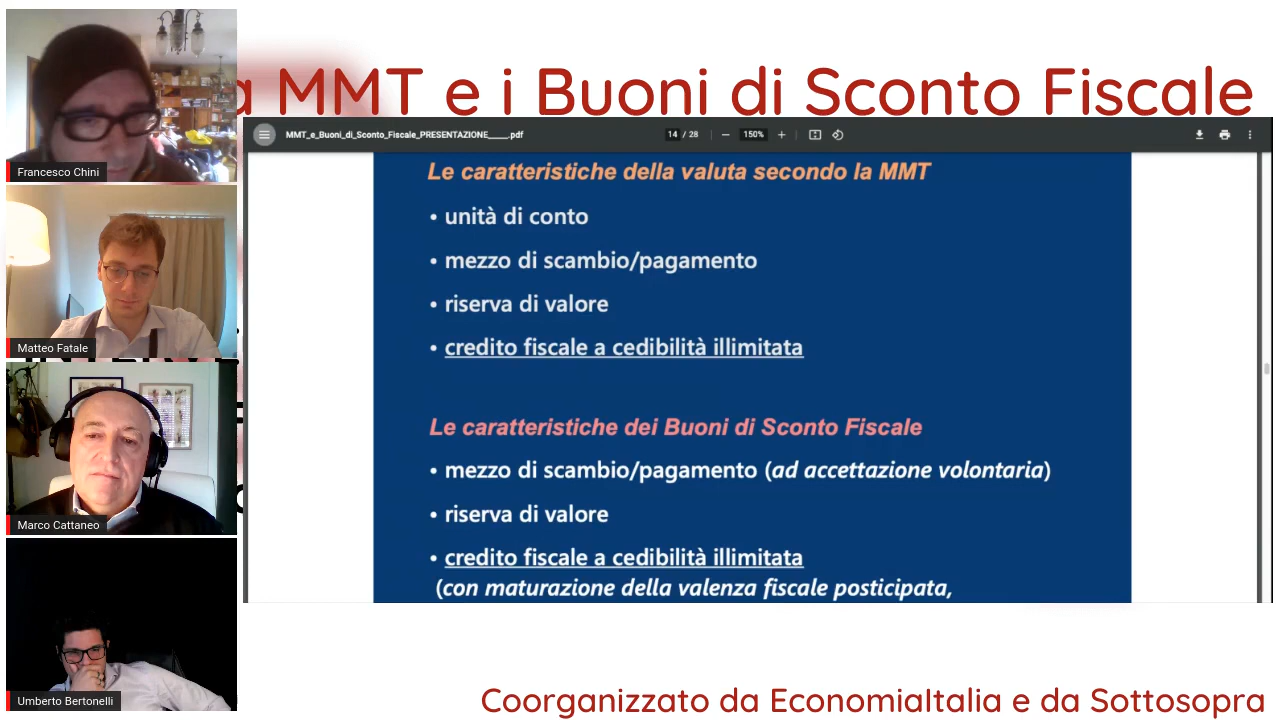 a MMT e i Buoni di Sconto Fiscale
MMT_e_Buoni_di_Sconto_Fiscale_PRESENTAZIONE____.pdf
14 / 28
150%
Le caratteristiche della valuta secondo la MMT
• unità di conto
• mezzo di scambio/pagamento
• riserva di valore
• credito fiscale a cedibilità illimitata
Le caratteristiche dei Buoni di Sconto Fiscale
• mezzo di scambio/pagamento (ad accettazione volontaria)
• riserva di valore
• credito fiscale a cedibilità illimitata
(con maturazione della valenza fiscale posticipata,
Francesco Chini
Matteo Fatale
Marco Cattaneo
Umberto Bertonelli
Coorganizzato da EconomiaItalia e da Sottosopra